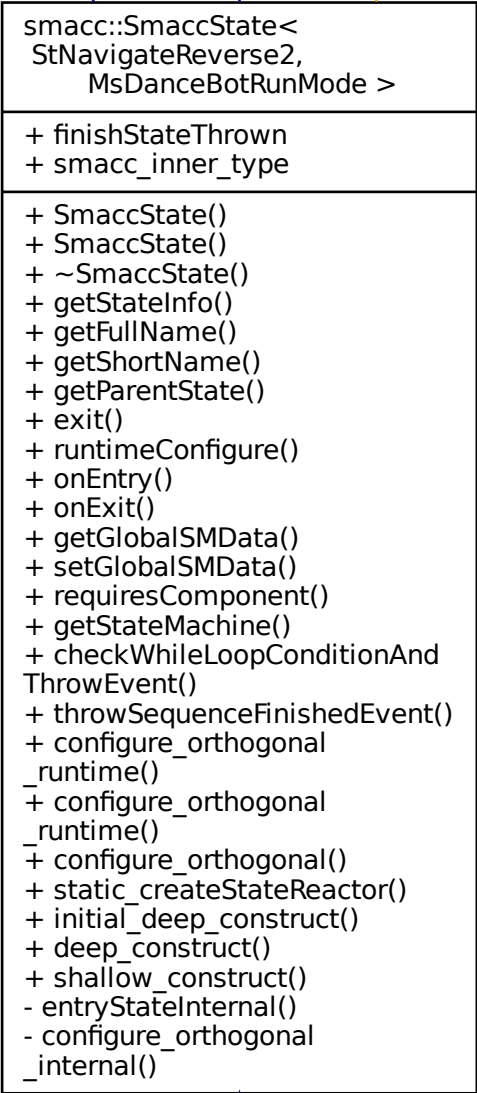 smacc::SmaccState<
StNavigateReverse2,
MsDanceBotRunMode >
+ finishStateThrown
+ smacc_inner_type
+ SmaccState()
+ SmaccState()
+ ~SmaccState()
+ getStateInfo()
+ getFullName()
+ getShortName()
+ getParentState()
+ exit()
+ runtimeConfigure()
+ onEntry()
+ onExit()
+ getGlobalSMData()
+ setGlobalSMData()
+ requiresComponent()
+ getStateMachine()
+ checkWhileLoopConditionAnd
ThrowEvent()
+ throwSequenceFinishedEvent()
+ configure_orthogonal
_runtime()
+ configure_orthogonal
_runtime()
+ configure_orthogonal()
+ static_createStateReactor()
+ initial_deep_construct()
+ deep_construct()
+ shallow_construct()
- entryStateInternal()
- configure_orthogonal
_internal()